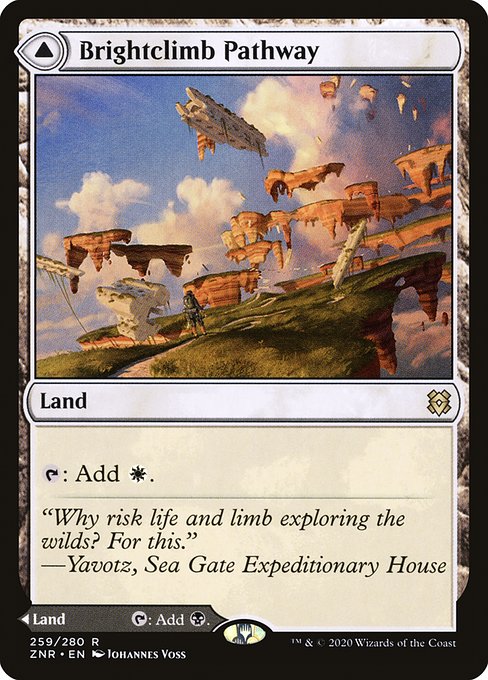 Brightclimb Pathway
Land
: Add .
“Why risk life and limb exploring the
wilds? For this.”
—Yavotz, Sea Gate Expeditionary House
Land : Add .
259/280 R
ZNR • EN Johannes Voss
™ & © 2020 Wizards of the Coast